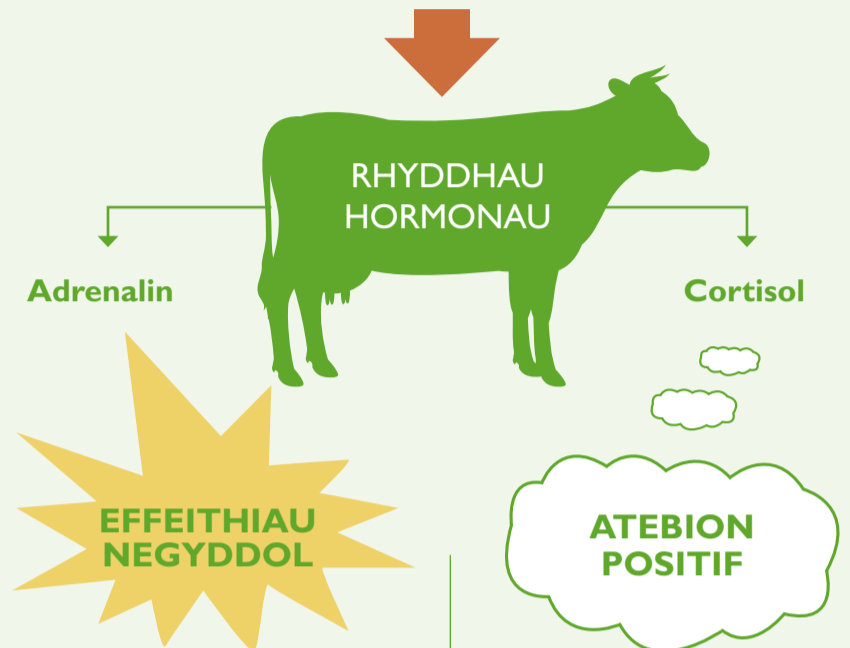 RHYDDHAU
HORMONAU
Adrenalin
Cortisol
EFFEITHIAU
NEGYDDOL
ATEBION
POSITIF